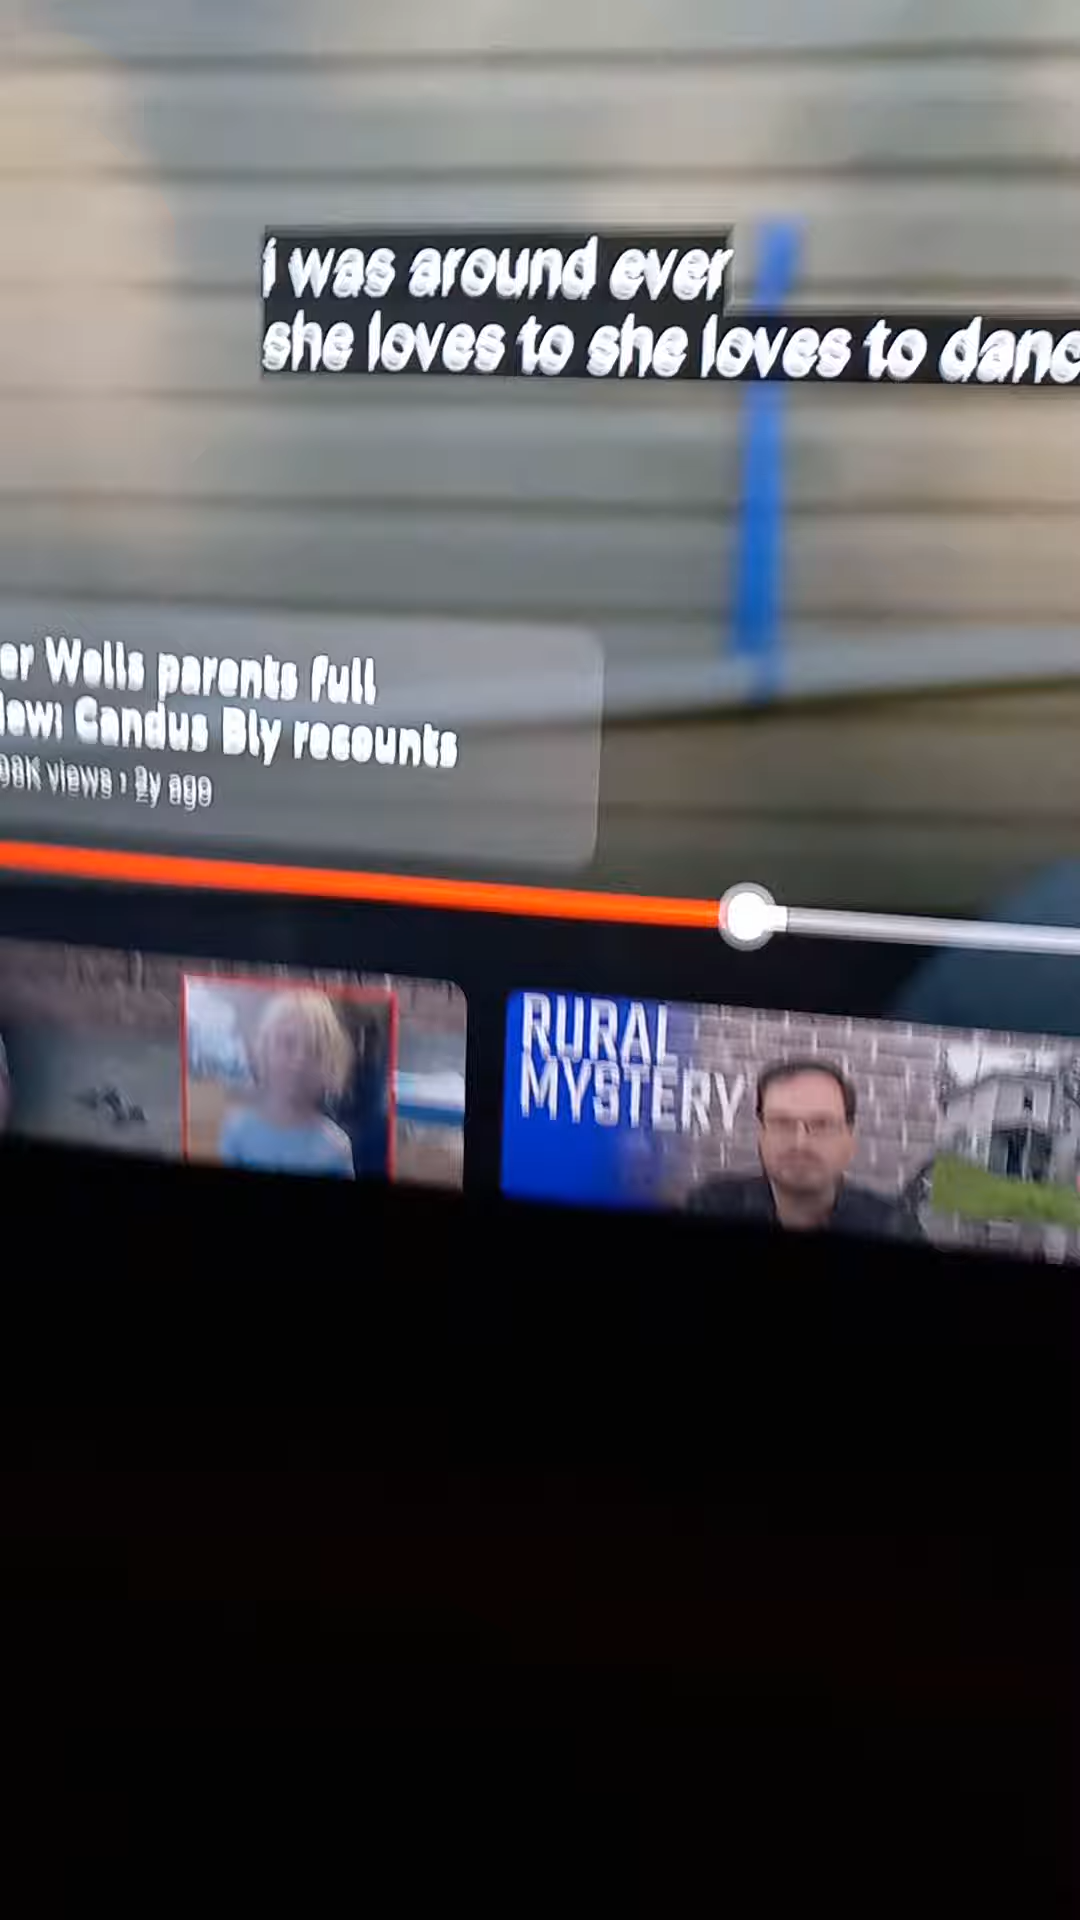 i was around ever
she loves to she loves to danc
er Wells parents full
iew: Candus Bly recounts
98K views • 2y ago
RURAL
MYSTERY